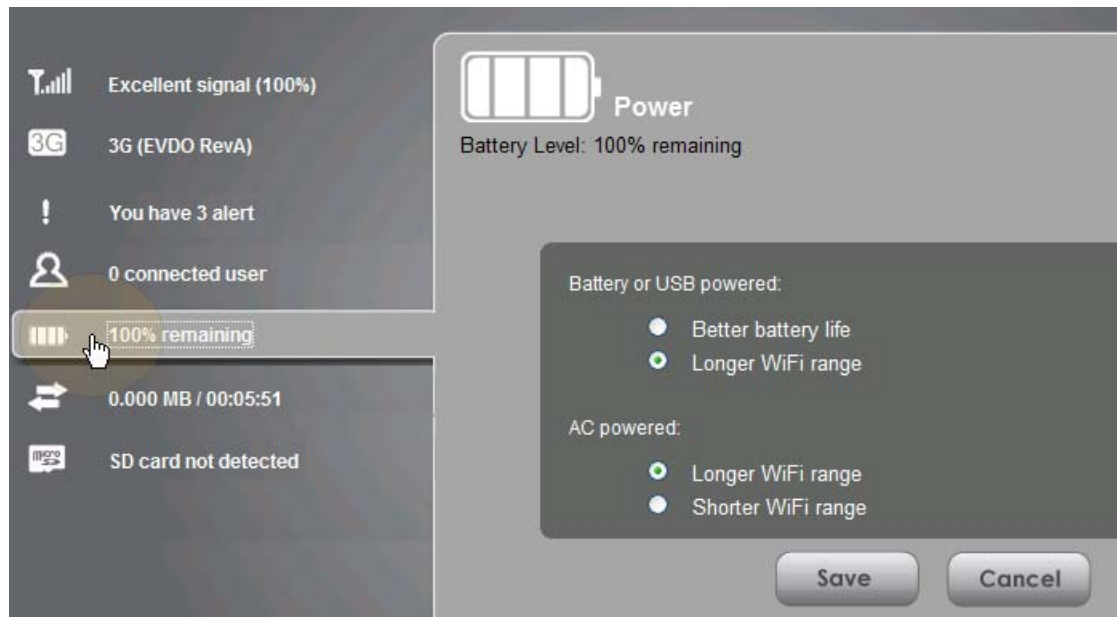 Excellent signal (100%)
3G
3G (EVDO RevA)
!
You have 3 alert
0 connected user
100% remaining
0.000 MB / 00:05:51
micro
SD
SD card not detected
Power
Battery Level: 100% remaining
Battery or USB powered:
Better battery life
Longer WiFi range
AC powered:
Longer WiFi range
Shorter WiFi range
Save
Cancel